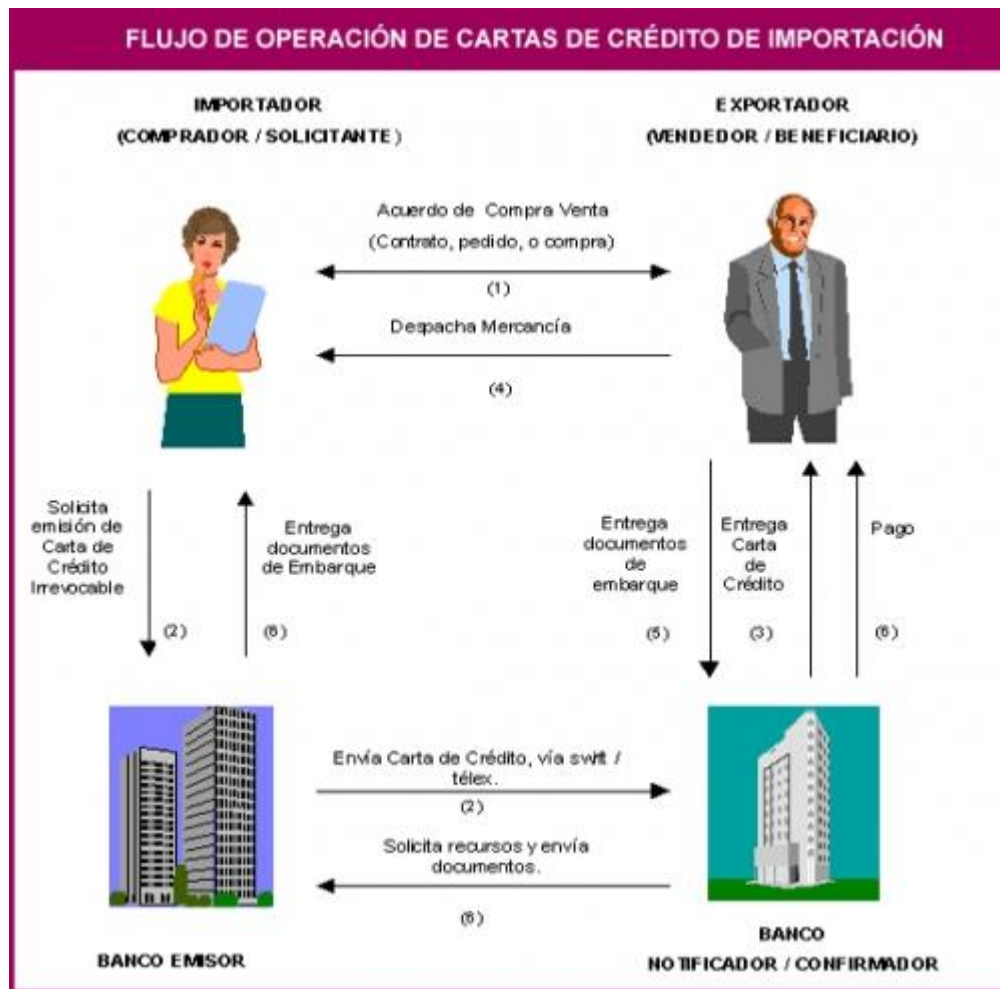 FLUJO DE OPERACIÓN DE CARTAS DE CRÉDITO DE IMPORTACIÓN
IMPORTADOR
(COMPRADOR / SOLICITANTE )
EXPORTADOR
(VENDEDOR / BENEFICIARIO)
Acuerdo de Compra Venta
(Contrato, pedido, o compra)
(1)
Despacha Mercancía
(4)
Solicita
emisión de
Carta de
Crédito
Irrevocable
(2)
Entrega
documentos
de Embarque
(6)
Entrega
documentos
de
embarque
(5)
Entrega
Carta
de
Crédito
(3)
Pago
(6)
Envía Carta de Crédito, vía swift /
télex.
(2)
Solicita recursos y envía
documentos.
(6)
BANCO EMISOR
BANCO
NOTIFICADOR / CONFIRMADOR